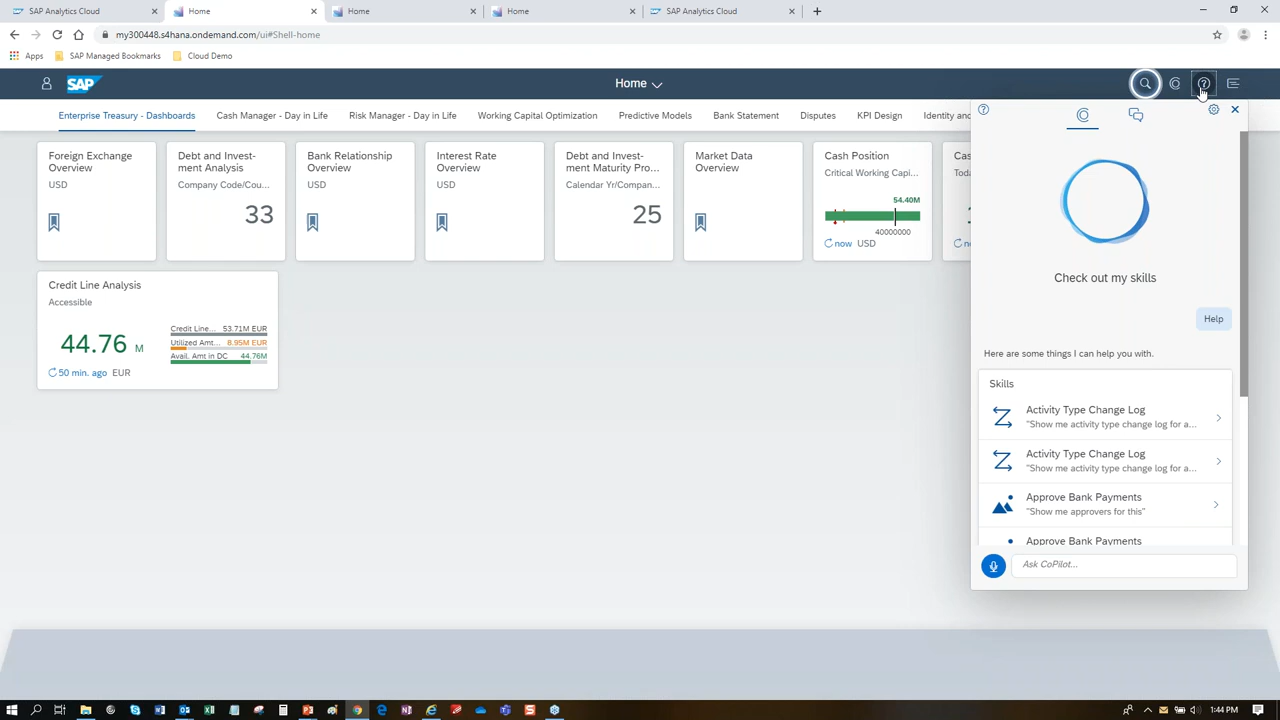 SAP Analytics Cloud
Home
Home
Home
SAP Analytics Cloud
my300448.s4hana.ondemand.com/ui#Shell-home
Apps
SAP Managed Bookmarks
Cloud Demo
SAP
Home
Enterprise Treasury - Dashboards
Cash Manager - Day in Life
Risk Manager - Day in Life
Working Capital Optimization
Predictive Models
Bank Statement
Disputes
KPI Design
Identity and
Foreign Exchange
Overview
USD
Debt and Invest-
ment Analysis
Company Code/Cou...
33
Bank Relationship
Overview
USD
Interest Rate
Overview
USD
Debt and Invest-
ment Maturity Pro...
Calendar Yr/Compan...
25
Market Data
Overview
Cash Position
Critical Working Capi...
54.40M
40000000
now USD
Cas
Toda
Credit Line Analysis
Accessible
44.76 M
Credit Line... 53.71M EUR
Utilized Amt... 8.95M EUR
Avail. Amt in DC 44.76M
50 min. ago EUR
Check out my skills
Help
Here are some things I can help you with.
Skills
Activity Type Change Log
"Show me activity type change log for a...
Activity Type Change Log
"Show me activity type change log for a...
Approve Bank Payments
"Show me approvers for this"
Approve Bank Payments
Ask CoPilot...
1:44 PM